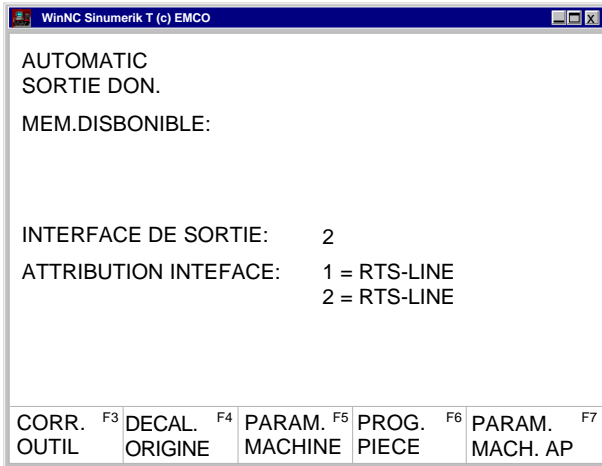 WinNC Sinumerik T (c) EMCO
AUTOMATIC
SORTIE DON.
MEM.DISBONIBLE:
INTERFACE DE SORTIE: 2
ATTRIBUTION INTEFACE: 1 = RTS-LINE
2 = RTS-LINE
CORR. F3 DECAL. F4 PARAM. F5 PROG. F6 PARAM. F7
OUTIL ORIGINE MACHINE PIECE MACH. AP